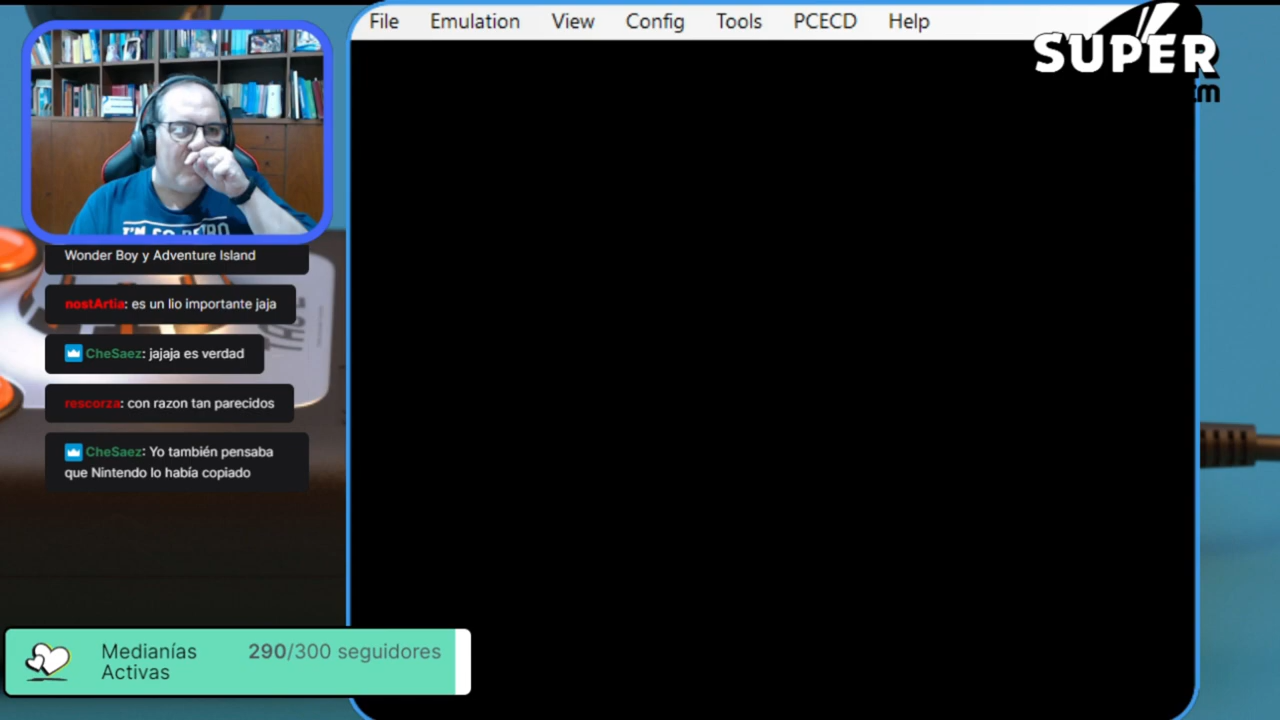 File Emulation View Config Tools PCECD Help
SUPER
I'M SO RETRO
Wonder Boy y Adventure Island
nostArtia: es un lio importante jaja
CheSaez: jajaja es verdad
rescorza: con razon tan parecidos
CheSaez: Yo también pensaba
que Nintendo lo había copiado
Medianías 290/300 seguidores
Activas